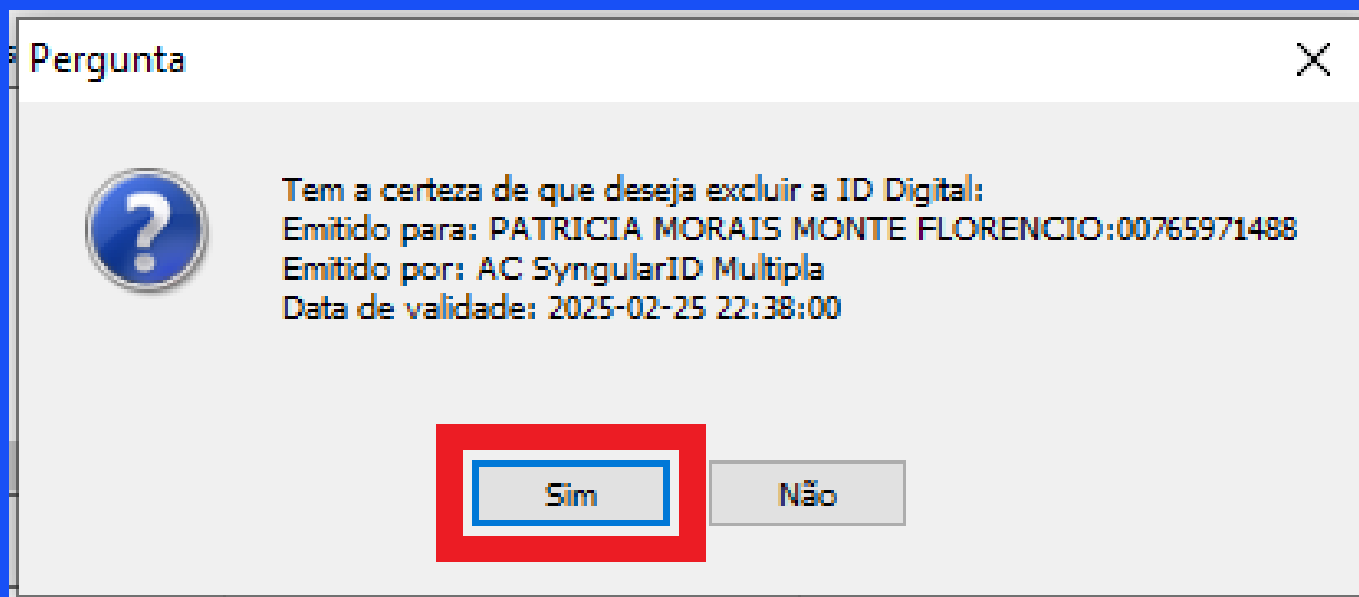 Pergunta
Tem a certeza de que deseja excluir a ID Digital:
Emitido para: PATRICIA MORAIS MONTE FLORENCIO:00765971488
Emitido por: AC SyngularID Multipla
Data de validade: 2025-02-25 22:38:00
Sim
Não